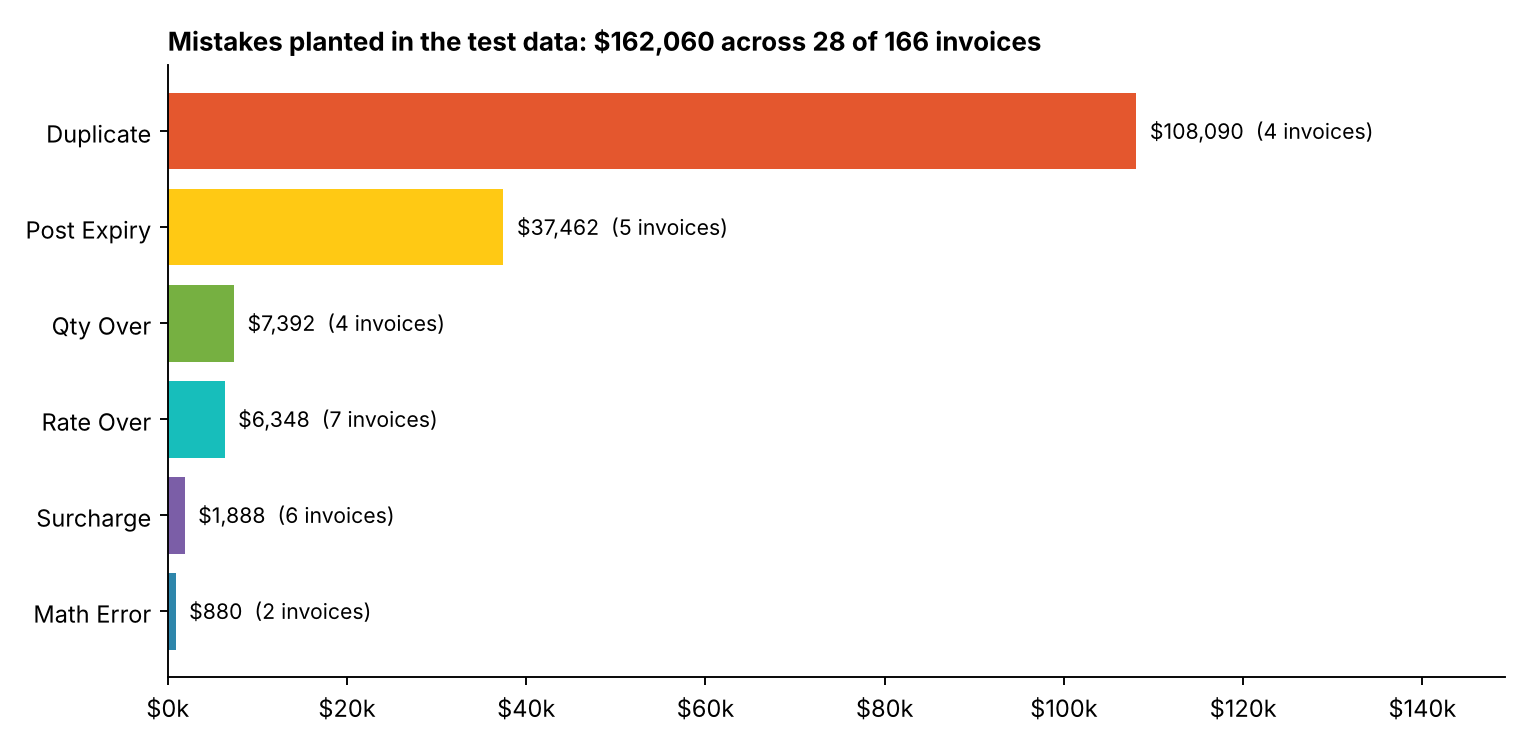 Mistakes planted in the test data: $162,060 across 28 of 166 invoices
Duplicate $108,090 (4 invoices)
Post Expiry $37,462 (5 invoices)
Qty Over $7,392 (4 invoices)
Rate Over $6,348 (7 invoices)
Surcharge $1,888 (6 invoices)
Math Error $880 (2 invoices)
$0k $20k $40k $60k $80k $100k $120k $140k